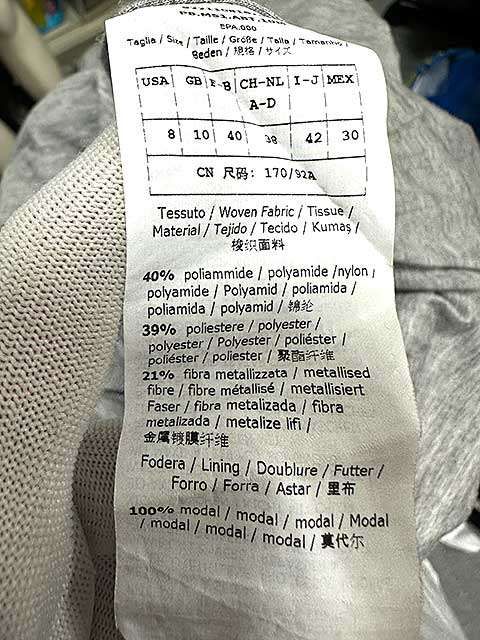 EPA.000
Taglia / Size / Taille / Größe / Talla / Tamanho /
Beden / 规格 / サイズ
USA GB F-B CH-NL I-J MEX
A-D
8 10 40 38 42 30
CN 尺码: 170/92A
Tessuto / Woven Fabric / Tissue /
Material / Tejido / Tecido / Kumaş /
梭织面料
40% poliammide / polyamide /nylon /
polyamide / Polyamid / poliamida /
poliamida / polyamid / 锦纶
39% poliestere / polyester /
polyester / Polyester / poliéster /
poliéster / poliester / 聚酯纤维
21% fibra metallizzata / metallised
fibre / fibre métallisé / metallisiert
Faser / fibra metalizada / fibra
metalizada / metalize lifi /
金属镀膜纤维
Fodera / Lining / Doublure / Futter /
Forro / Forra / Astar / 里布
100% modal / modal / modal / Modal
/ modal / modal / modal / 莫代尔